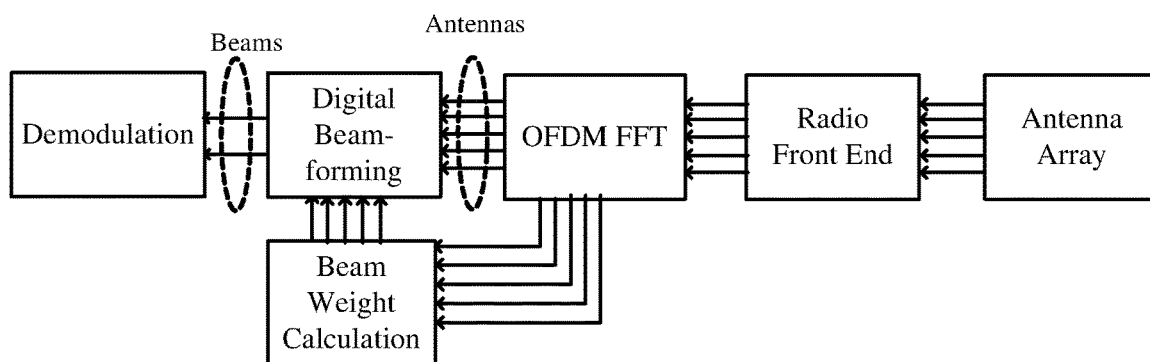 Beams
Antennas
Demodulation
Digital
Beam-
forming
OFDM FFT
Radio
Front End
Antenna
Array
Beam
Weight
Calculation